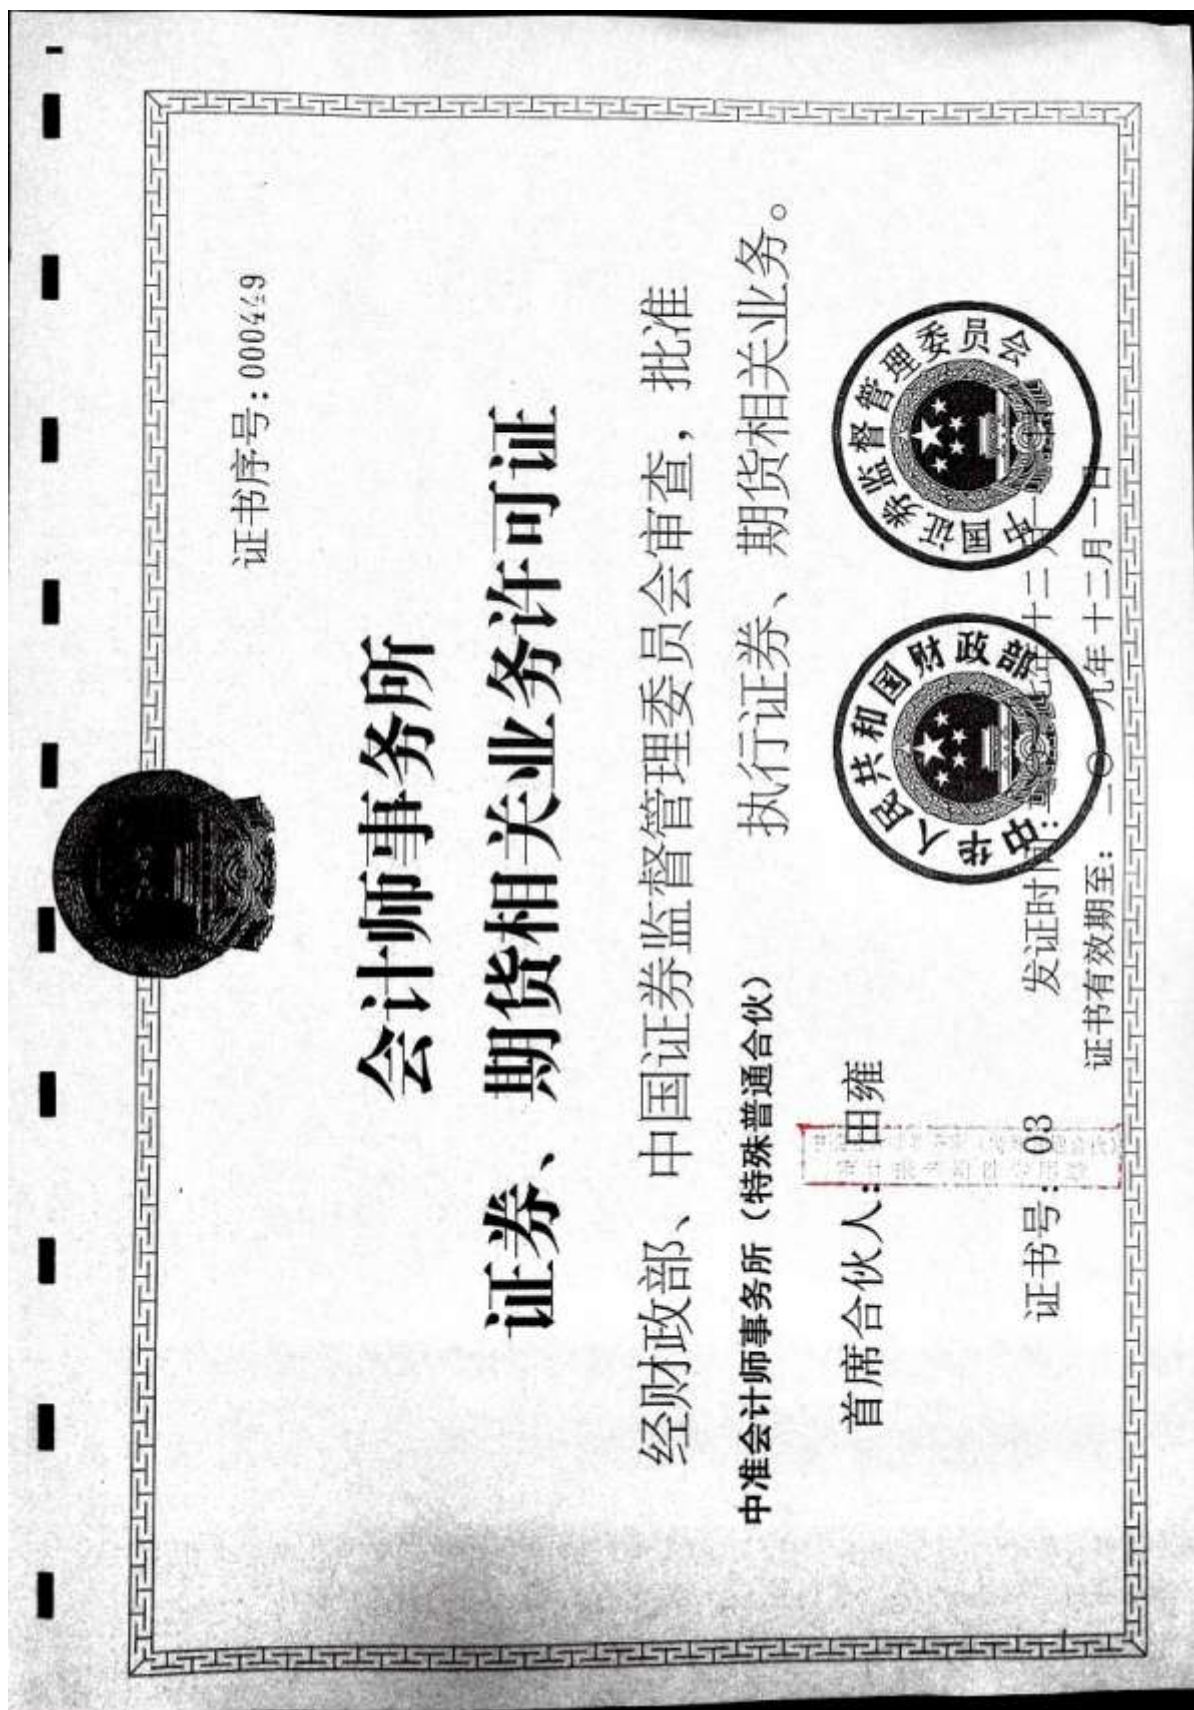 证书序号:000449
会计师事务所
证券、期货相关业务许可证
经财政部、中国证券监督管理委员会审查，批准
中准会计师事务所（特殊普通合伙） 执行证券、期货相关业务。
首席合伙人:田雍
中华人民共和国财政部
中国证券监督管理委员会
证书号: 03 发证时间: 十二月
证书有效期至: 九年十二月一日